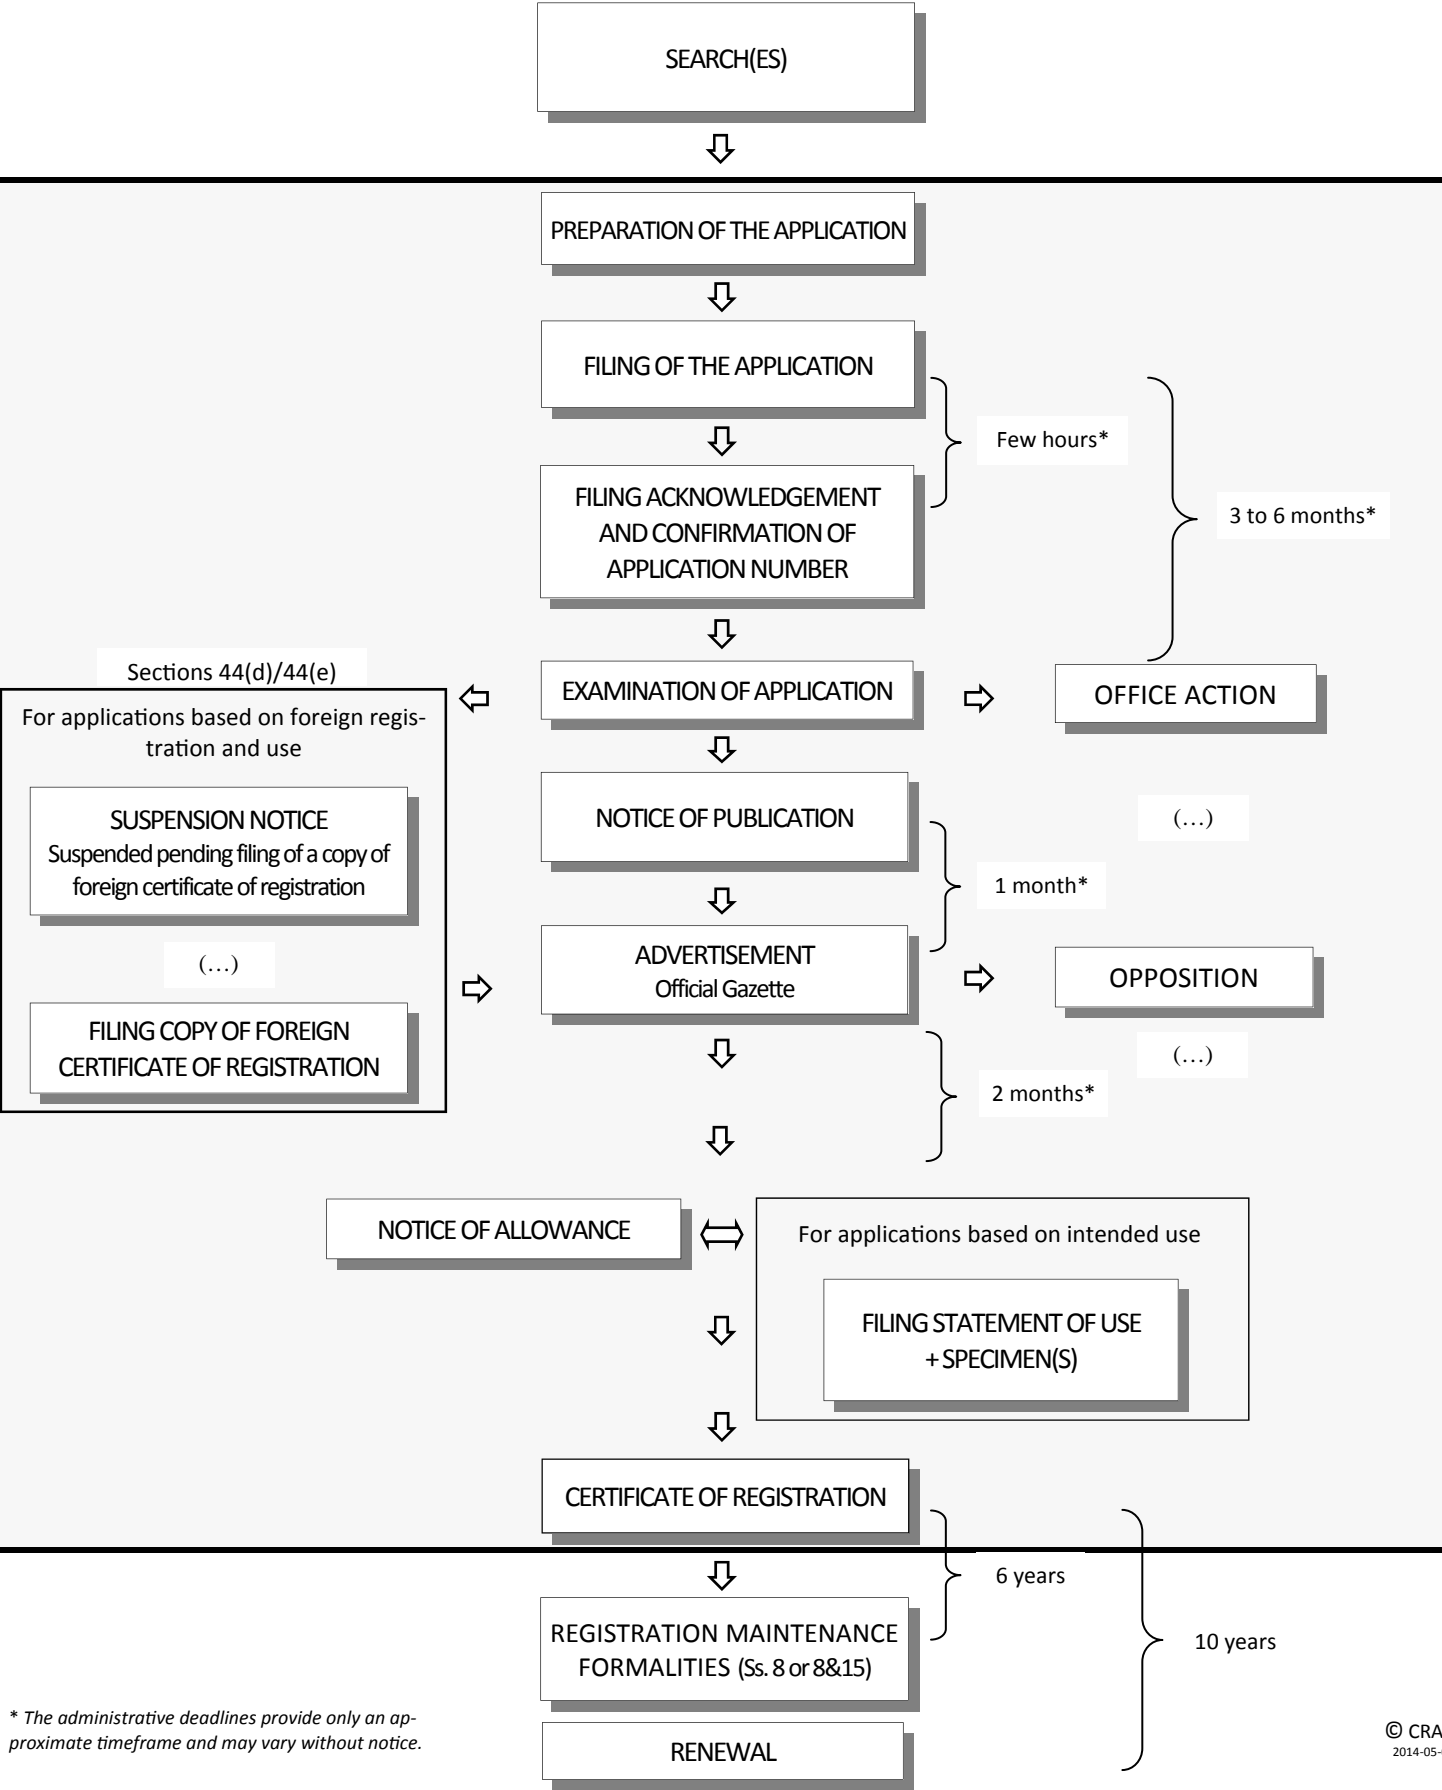 SEARCH(ES)
PREPARATION OF THE APPLICATION
FILING OF THE APPLICATION
Few hours*
FILING ACKNOWLEDGEMENT
AND CONFIRMATION OF
APPLICATION NUMBER
3 to 6 months*
Sections 44(d)/44(e)
For applications based on foreign regis-
tration and use
EXAMINATION OF APPLICATION
OFFICE ACTION
SUSPENSION NOTICE
Suspended pending filing of a copy of
foreign certificate of registration
NOTICE OF PUBLICATION
(…)
1 month*
(…)
ADVERTISEMENT
Official Gazette
OPPOSITION
FILING COPY OF FOREIGN
CERTIFICATE OF REGISTRATION
(…)
2 months*
NOTICE OF ALLOWANCE
For applications based on intended use
FILING STATEMENT OF USE
+ SPECIMEN(S)
CERTIFICATE OF REGISTRATION
6 years
REGISTRATION MAINTENANCE
FORMALITIES (Ss. 8 or 8&15)
10 years
RENEWAL
* The administrative deadlines provide only an ap-
proximate timeframe and may vary without notice.
© CRA
2014-05-